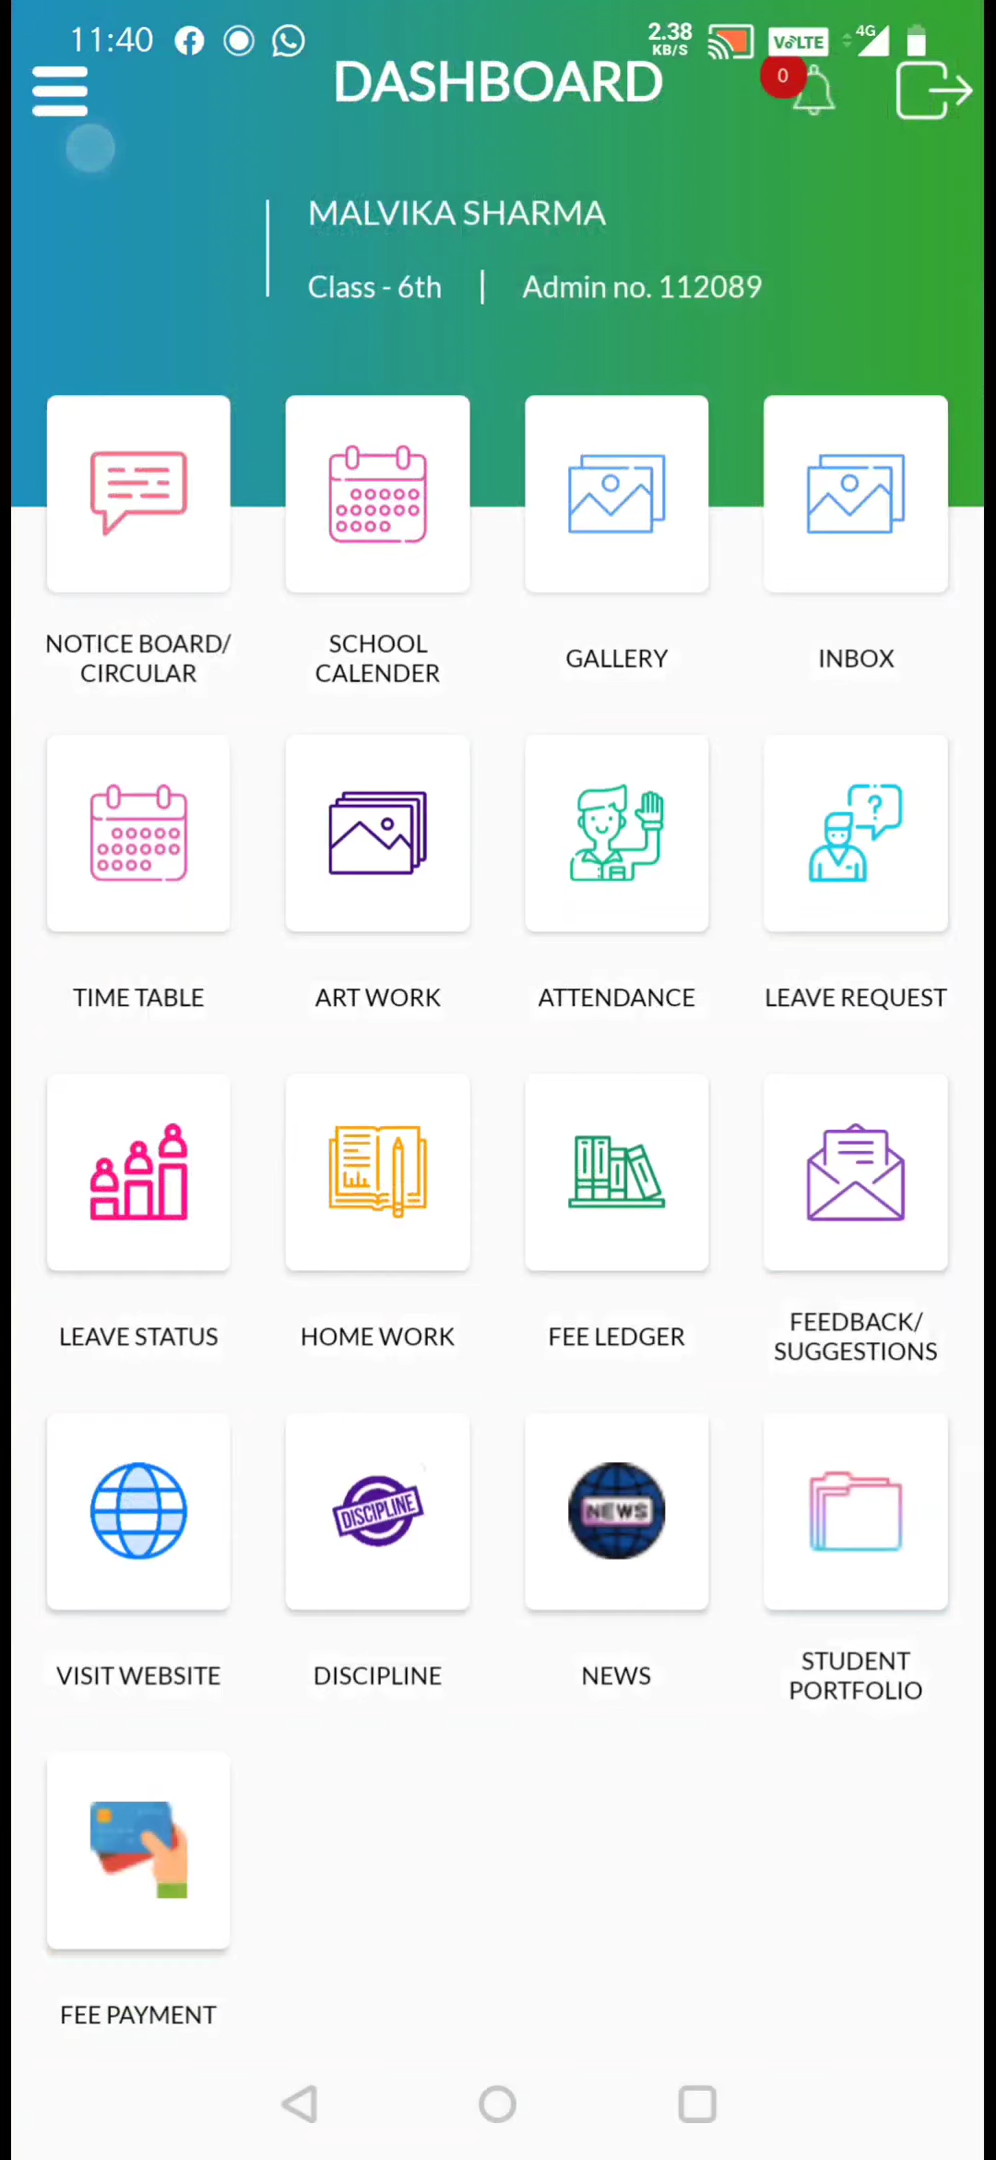 11:40
2.38
KB/S
VoLTE
4G
DASHBOARD
0
MALVIKA SHARMA
Class - 6th | Admin no. 112089
NOTICE BOARD/
CIRCULAR
SCHOOL
CALENDER
GALLERY
INBOX
TIME TABLE
ART WORK
ATTENDANCE
?
LEAVE REQUEST
LEAVE STATUS
HOME WORK
FEE LEDGER
FEEDBACK/
SUGGESTIONS
DISCIPLINE
NEWS
VISIT WEBSITE
DISCIPLINE
NEWS
STUDENT
PORTFOLIO
FEE PAYMENT